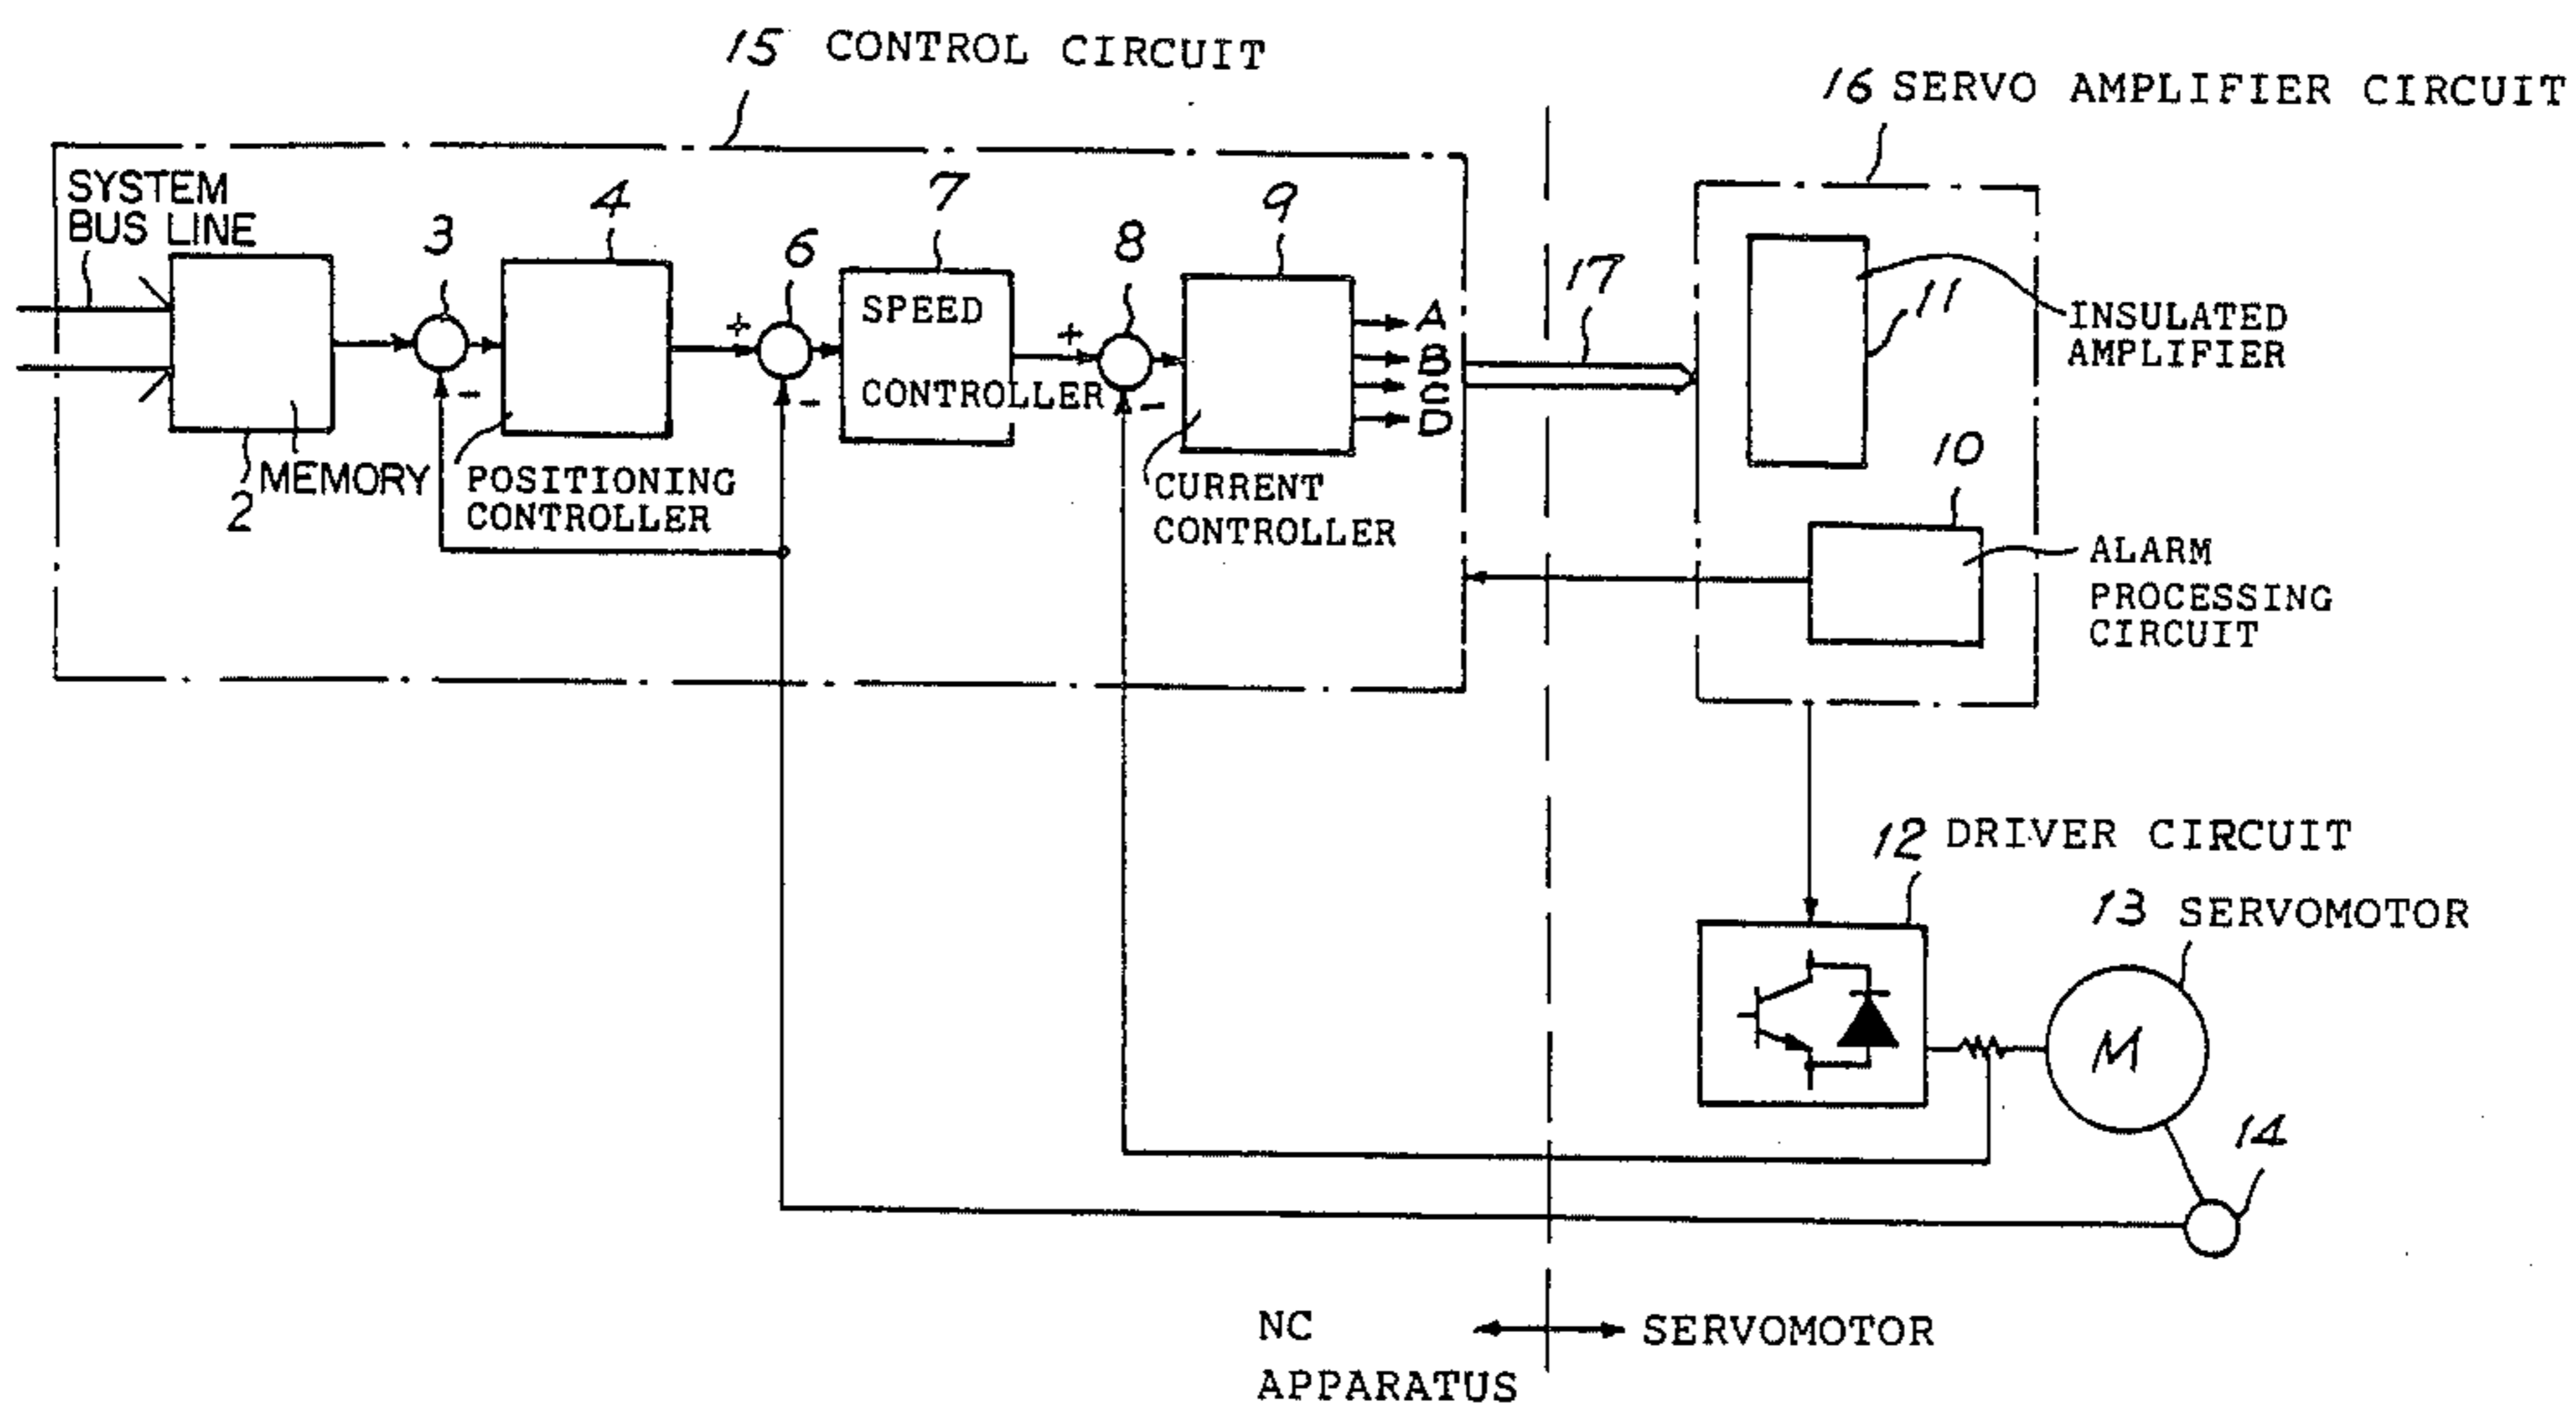 15 CONTROL CIRCUIT
16 SERVO AMPLIFIER CIRCUIT
SYSTEM
BUS LINE
3
4
6
7
8
9
17
SPEED
CONTROLLER
+
-
+
-
-
A
B
C
D
11
INSULATED
AMPLIFIER
2
MEMORY
POSITIONING
CONTROLLER
CURRENT
CONTROLLER
10
ALARM
PROCESSING
CIRCUIT
12 DRIVER CIRCUIT
13 SERVOMOTOR
M
14
NC
APPARATUS
SERVOMOTOR